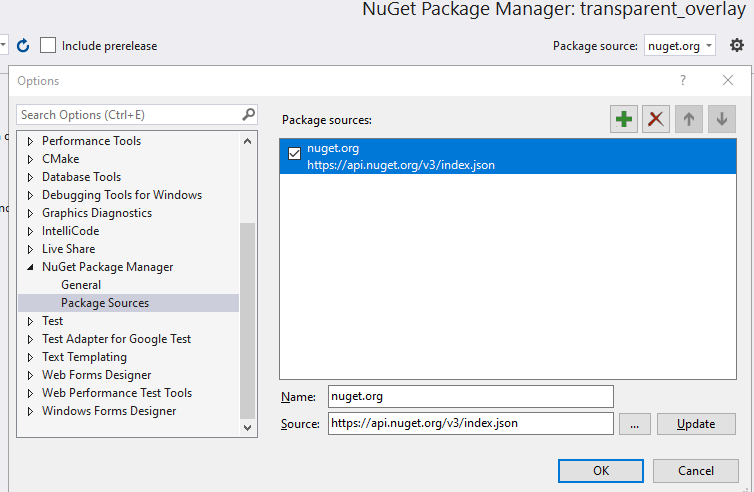 NuGet Package Manager: transparent_overlay
Include prerelease
Package source: nuget.org
Options
Search Options (Ctrl+E)
Performance Tools
CMake
Database Tools
Debugging Tools for Windows
Graphics Diagnostics
IntelliCode
Live Share
NuGet Package Manager
General
Package Sources
Test
Test Adapter for Google Test
Text Templating
Web Forms Designer
Web Performance Test Tools
Windows Forms Designer
Package sources:
nuget.org
https://api.nuget.org/v3/index.json
Name: nuget.org
Source: https://api.nuget.org/v3/index.json ... Update
OK Cancel